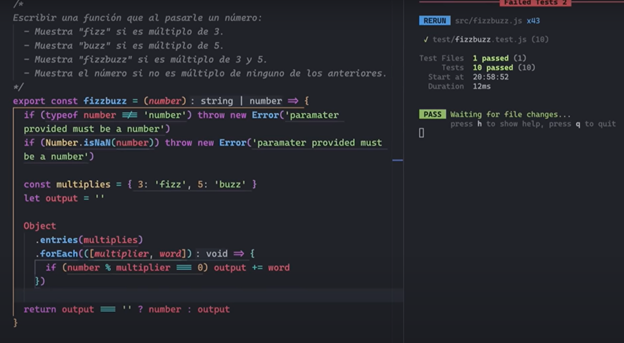 /*
Escribir una función que al pasarle un número:
- Muestra "fizz" si es múltiplo de 3.
- Muestra "buzz" si es múltiplo de 5.
- Muestra "fizzbuzz" si es múltiplo de 3 y 5.
- Muestra el número si no es múltiplo de ninguno de los anteriores.
*/
export const fizzbuzz = (number) : string | number => {
if (typeof number !== 'number') throw new Error('paramater
provided must be a number')
if (Number.isNaN(number)) throw new Error('paramater provided must
be a number')
const multiplies = { 3: 'fizz', 5: 'buzz' }
let output = ''
Object
.entries(multiplies)
.forEach(([multiplier, word]) : void => {
if (number % multiplier === 0) output += word
})
return output === '' ? number : output
}
Failed Tests 2
RERUN src/fizzbuzz.js x43
✓ test/fizzbuzz.test.js (10)
Test Files 1 passed (1)
Tests 10 passed (10)
Start at 20:58:52
Duration 12ms
PASS Waiting for file changes...
press h to show help, press q to quit